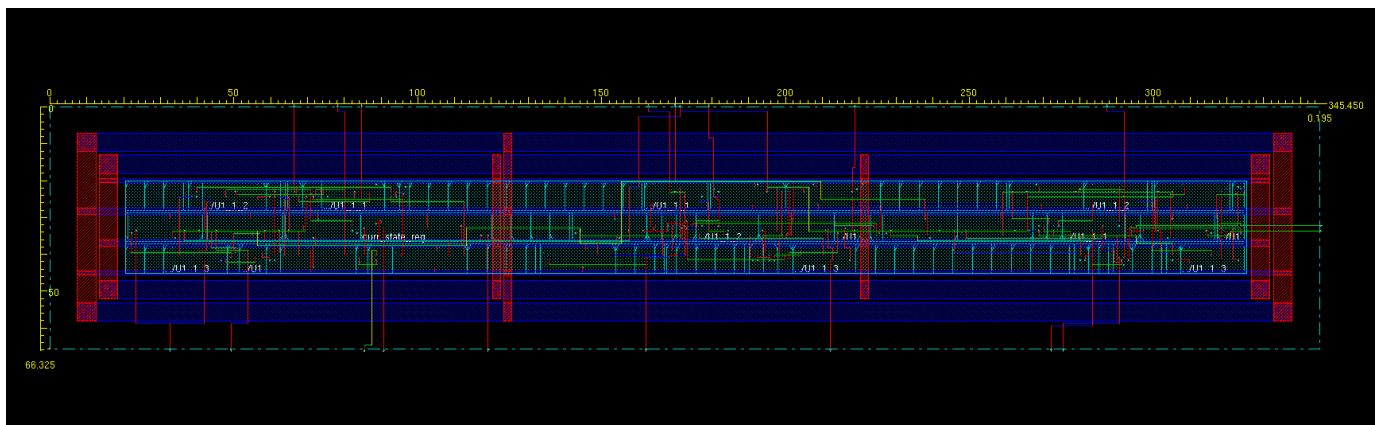 0 50 100 150 200 250 300 345.450
0 0.195
/U1_1_2 /U1_1_1 /U1_1_1 /U1_1_2
curr_state_reg /U1_1_2 /U1 /U1_1_1 /U1
/U1_1_3 /U1 /U1_1_3 /U1_1_3
50
66.325